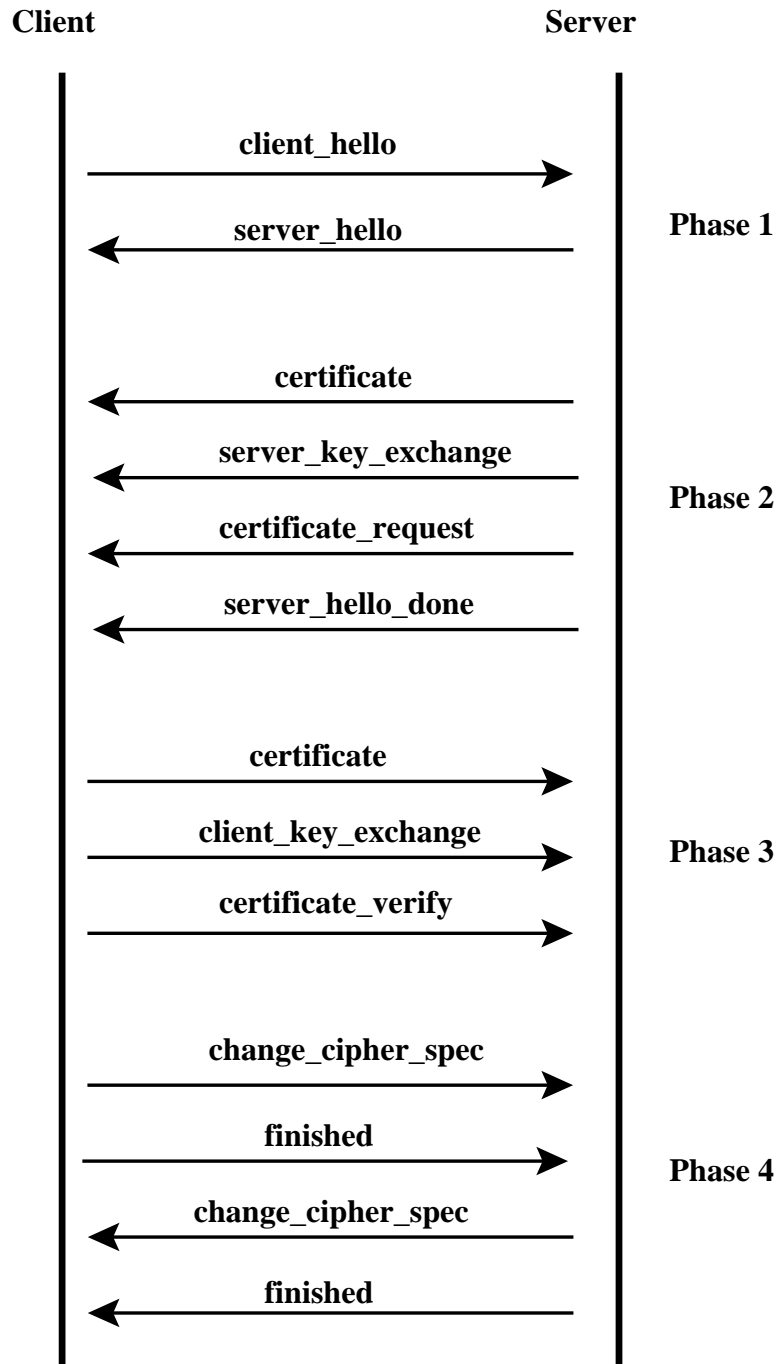 Client
Server
client_hello
server_hello
Phase 1
certificate
server_key_exchange
certificate_request
server_hello_done
Phase 2
certificate
client_key_exchange
certificate_verify
Phase 3
change_cipher_spec
finished
change_cipher_spec
finished
Phase 4